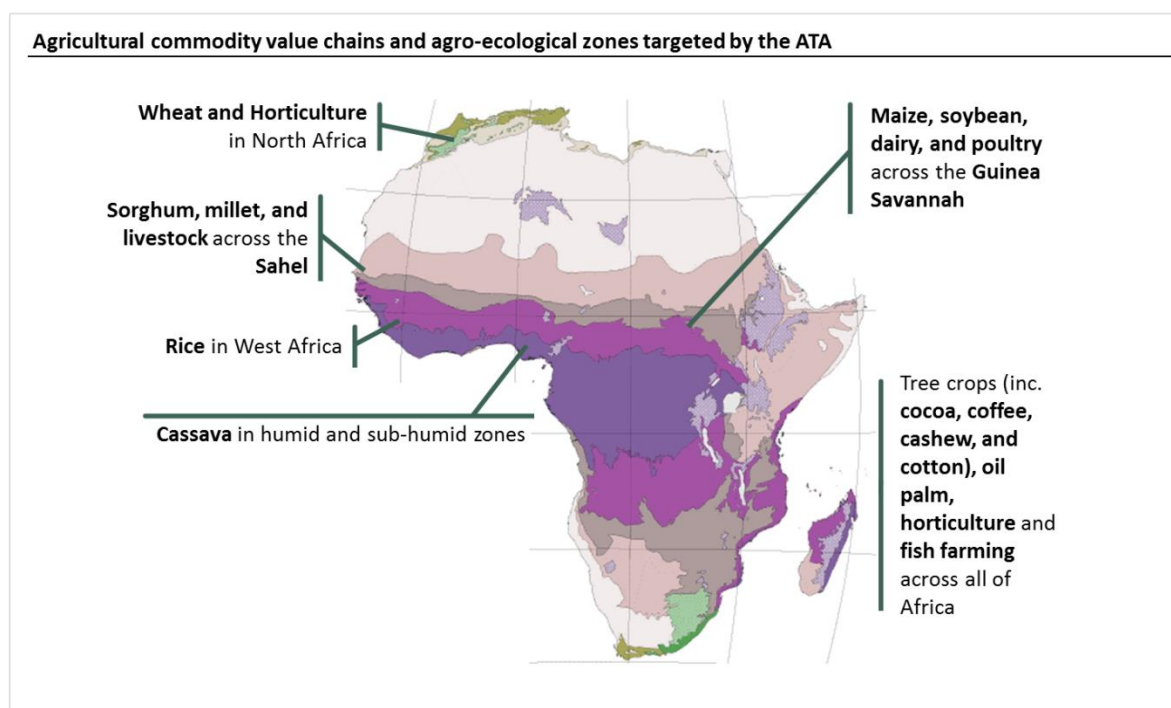 Agricultural commodity value chains and agro-ecological zones targeted by the ATA
Wheat and Horticulture
in North Africa
Maize, soybean,
dairy, and poultry
across the Guinea
Savannah
Sorghum, millet, and
livestock across the
Sahel
Rice in West Africa
Cassava in humid and sub-humid zones
Tree crops (inc.
cocoa, coffee,
cashew, and
cotton), oil
palm,
horticulture and
fish farming
across all of
Africa